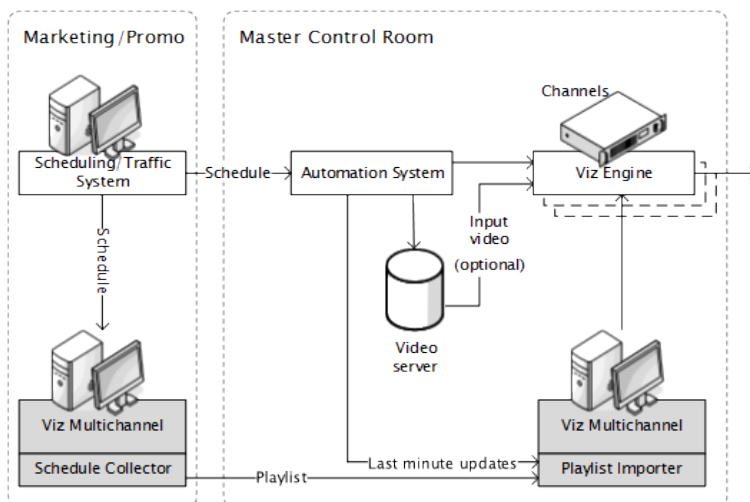 Marketing/Promo
Master Control Room
Channels
Scheduling/Traffic
System
Schedule
Automation System
Viz Engine
Schedule
Input
video
(optional)
Video
server
Viz Multichannel
Schedule Collector
Playlist
Last minute updates
Viz Multichannel
Playlist Importer